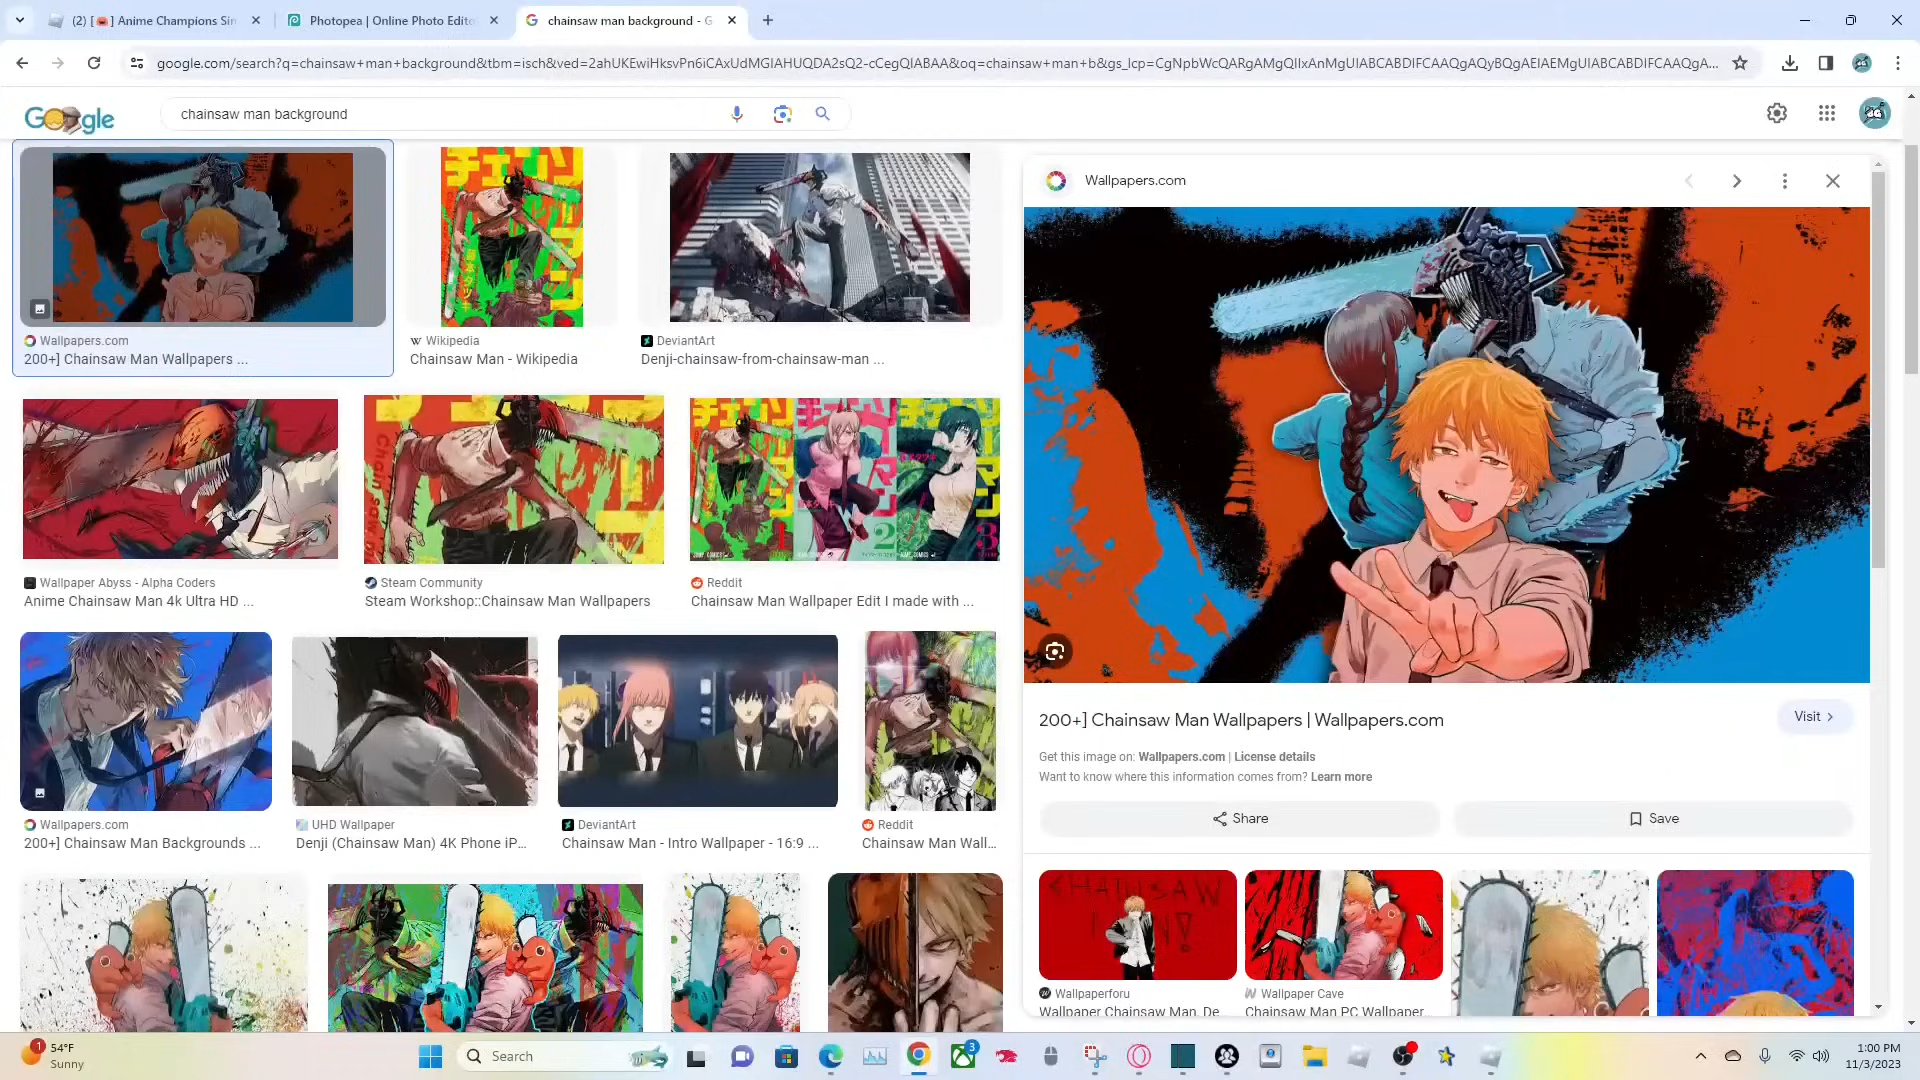 (2) [👹] Anime Champions Sim
Photopea | Online Photo Edito
chainsaw man background - G
google.com/search?q=chainsaw+man+background&tbm=isch&ved=2ahUKEwiHksvPn6iCAxUdMGIAHUQDA2sQ2-cCegQIABAA&oq=chainsaw+man+b&gs_lcp=CgNpbWcQARgAMgQIIxAnMgUIABCABDIFCAAQgAQyBQgAEIAEMgUIABCABDIFCAAQgA...
Google
chainsaw man background
Wallpapers.com
200+] Chainsaw Man Wallpapers ...
Wikipedia
Chainsaw Man - Wikipedia
DeviantArt
Denji-chainsaw-from-chainsaw-man ...
Wallpaper Abyss - Alpha Coders
Anime Chainsaw Man 4k Ultra HD ...
Steam Community
Steam Workshop::Chainsaw Man Wallpapers
Reddit
Chainsaw Man Wallpaper Edit I made with ...
Wallpapers.com
200+] Chainsaw Man Backgrounds ...
UHD Wallpaper
Denji (Chainsaw Man) 4K Phone iP...
DeviantArt
Chainsaw Man - Intro Wallpaper - 16:9 ...
Reddit
Chainsaw Man Wall...
Wallpapers.com
200+] Chainsaw Man Wallpapers | Wallpapers.com
Visit
Get this image on: Wallpapers.com | License details
Want to know where this information comes from? Learn more
Share
Save
CHAINSAW
MAN!
Wallpaperforu
Wallpaper Chainsaw Man, De
Wallpaper Cave
Chainsaw Man PC Wallpaper
1
54°F
Sunny
Search
3
1:00 PM
11/3/2023